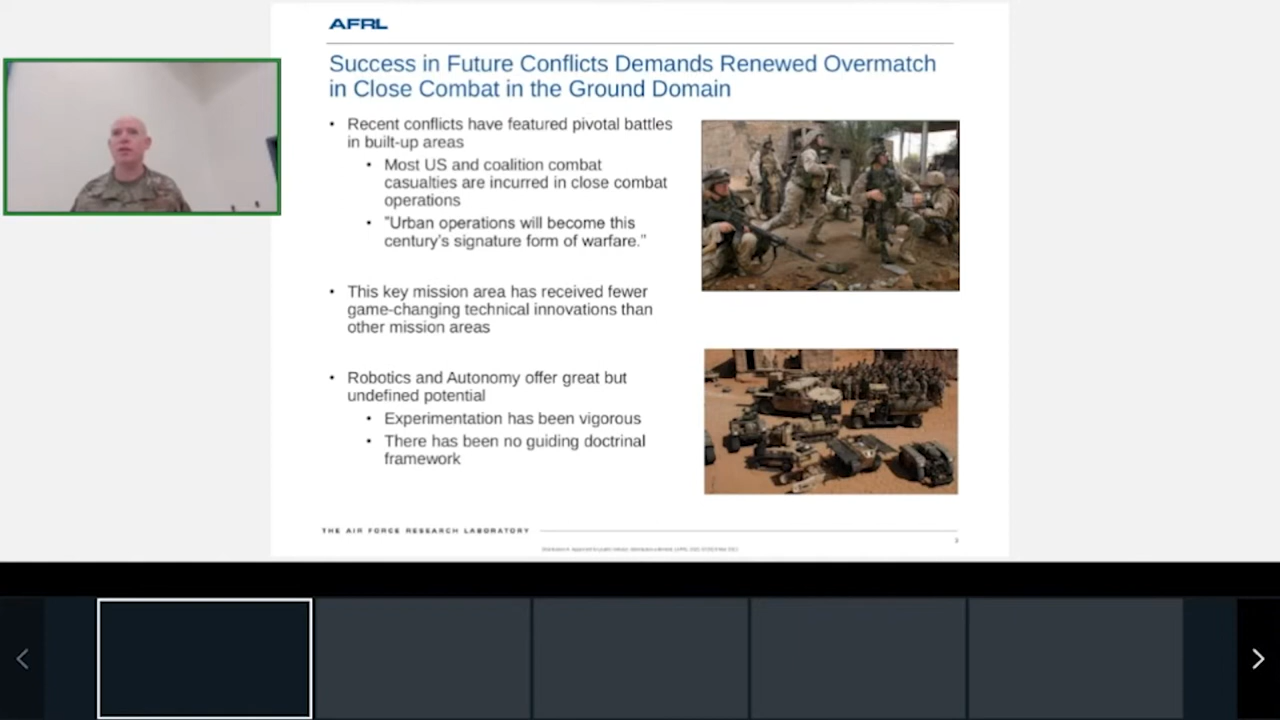 AFRL
Success in Future Conflicts Demands Renewed Overmatch
in Close Combat in the Ground Domain
• Recent conflicts have featured pivotal battles
in built-up areas
• Most US and coalition combat
casualties are incurred in close combat
operations
• "Urban operations will become this
century's signature form of warfare."
• This key mission area has received fewer
game-changing technical innovations than
other mission areas
• Robotics and Autonomy offer great but
undefined potential
• Experimentation has been vigorous
• There has been no guiding doctrinal
framework
THE AIR FORCE RESEARCH LABORATORY